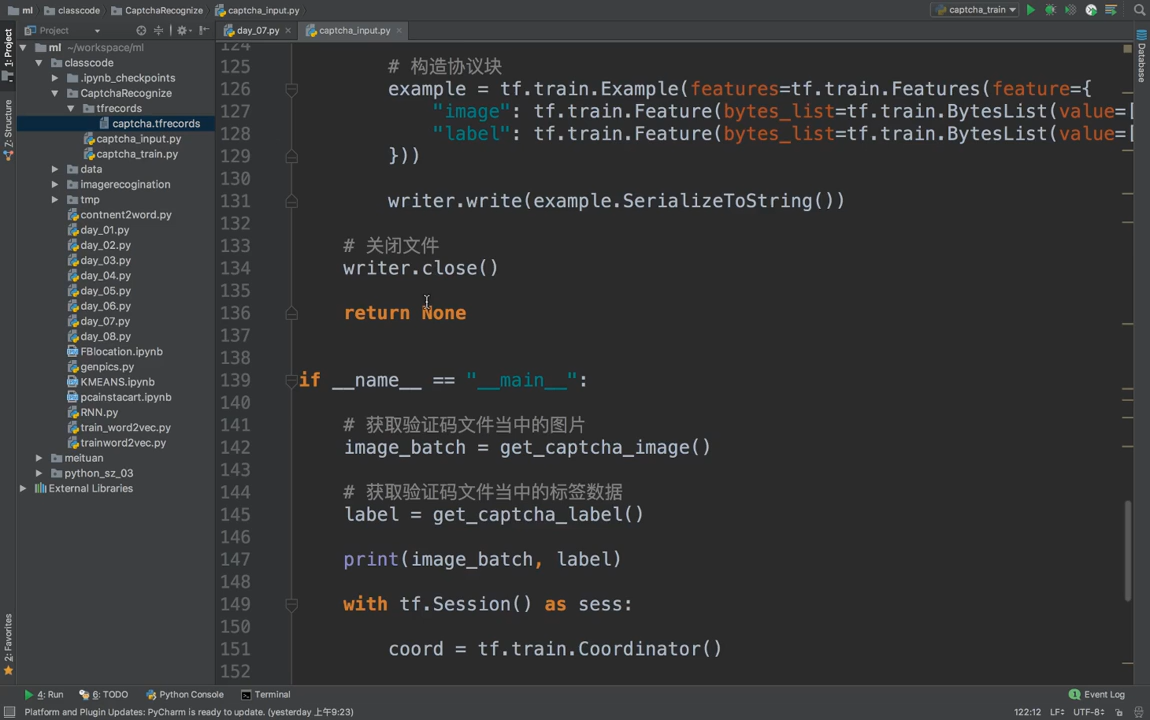 ml classcode CaptchaRecognize captcha_input.py captcha_train
Project day_07.py captcha_input.py
1: Project
7: Structure
2: Favorites
Database
ml ~/workspace/ml
classcode
.ipynb_checkpoints
CaptchaRecognize
tfrecords
captcha.tfrecords
captcha_input.py
captcha_train.py
data
imagerecogination
tmp
contnent2word.py
day_01.py
day_02.py
day_03.py
day_04.py
day_05.py
day_06.py
day_07.py
day_08.py
FBlocation.ipynb
genpics.py
KMEANS.ipynb
pcainstacart.ipynb
RNN.py
train_word2vec.py
trainword2vec.py
meituan
python_sz_03
External Libraries
124
125 # 构造协议块
126 example = tf.train.Example(features=tf.train.Features(feature={
127 "image": tf.train.Feature(bytes_list=tf.train.BytesList(value=[
128 "label": tf.train.Feature(bytes_list=tf.train.BytesList(value=[
129 }))
130
131 writer.write(example.SerializeToString())
132
133 # 关闭文件
134 writer.close()
135
136 return None
137
138
139 if __name__ == "__main__":
140
141 # 获取验证码文件当中的图片
142 image_batch = get_captcha_image()
143
144 # 获取验证码文件当中的标签数据
145 label = get_captcha_label()
146
147 print(image_batch, label)
148
149 with tf.Session() as sess:
150
151 coord = tf.train.Coordinator()
152
4: Run 6: TODO Python Console Terminal 1 Event Log
Platform and Plugin Updates: PyCharm is ready to update. (yesterday 上午9:23) 122:12 LF UTF-8